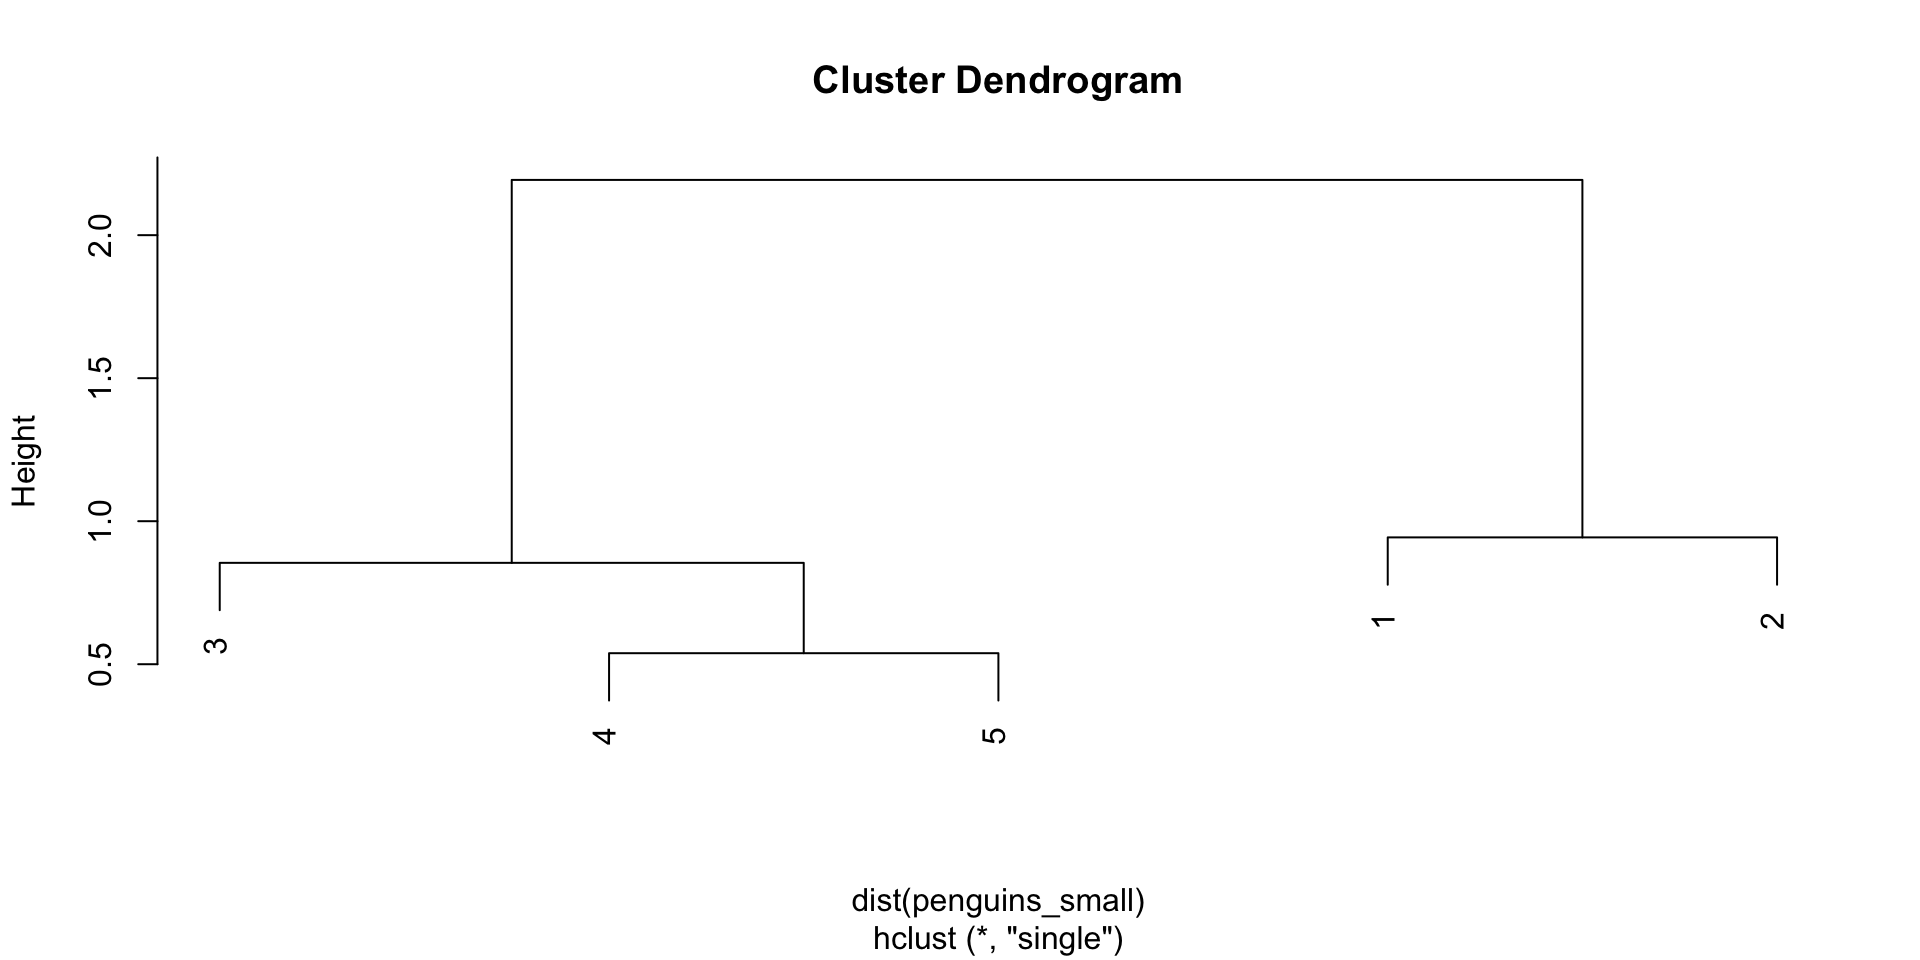 Cluster Dendrogram
Height
2.0
1.5
1.0
0.5
3
4
5
1
2
dist(penguins_small)
hclust (*, "single")